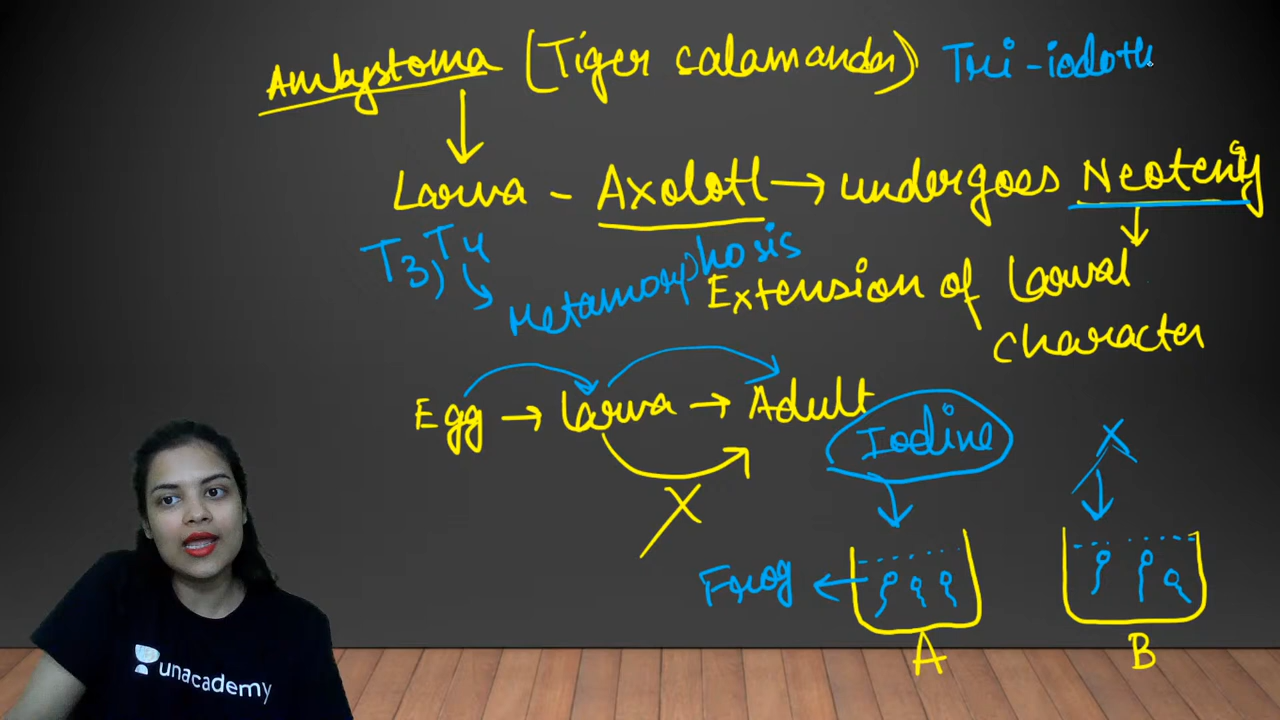 Ambystoma (Tiger salamander) Tri-iodoth
Larva - Axolotl → undergoes Neoteny
T3, T4
Metamorphosis
Extension of Larval
character
Egg → Larva → Adult
Iodine
X
X
Frog
A
B
unacademy